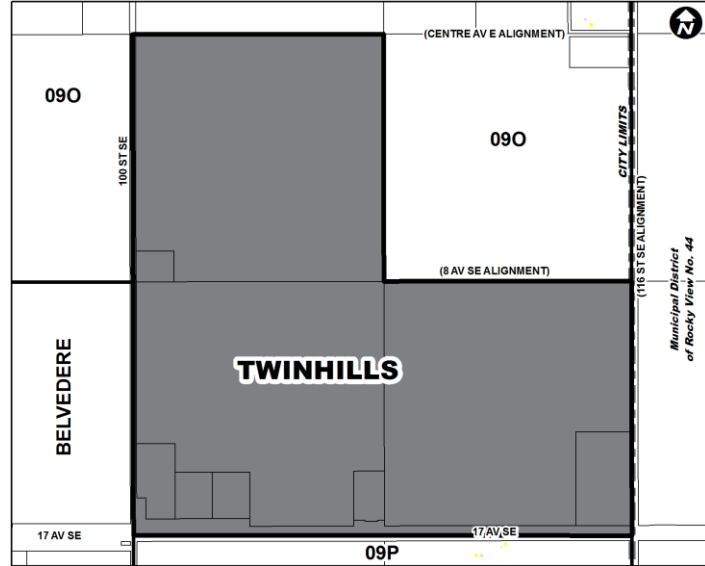 (CENTRE AV E ALIGNMENT)
N
09O
09O
100 ST SE
CITY LIMITS
(116 ST SE ALIGNMENT)
Municipal District
of Rocky View No. 44
(8 AV SE ALIGNMENT)
TWINHILLS
BELVEDERE
17 AV SE
17 AV SE
09P